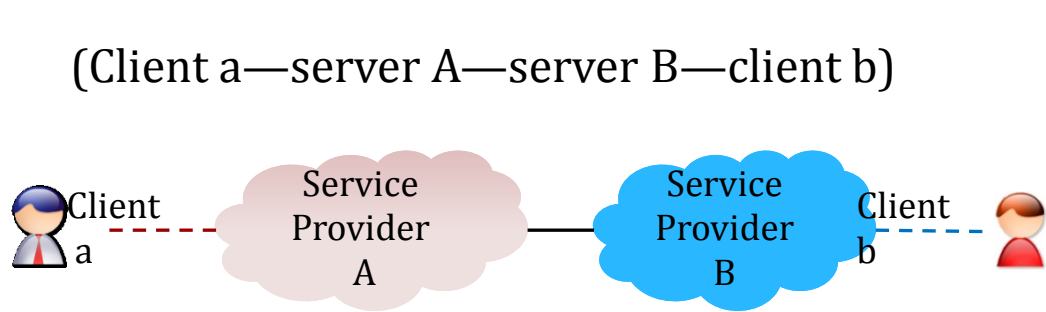 (Client a—server A—server B—client b)
Client
a
Service
Provider
A
Service
Provider
B
Client
b